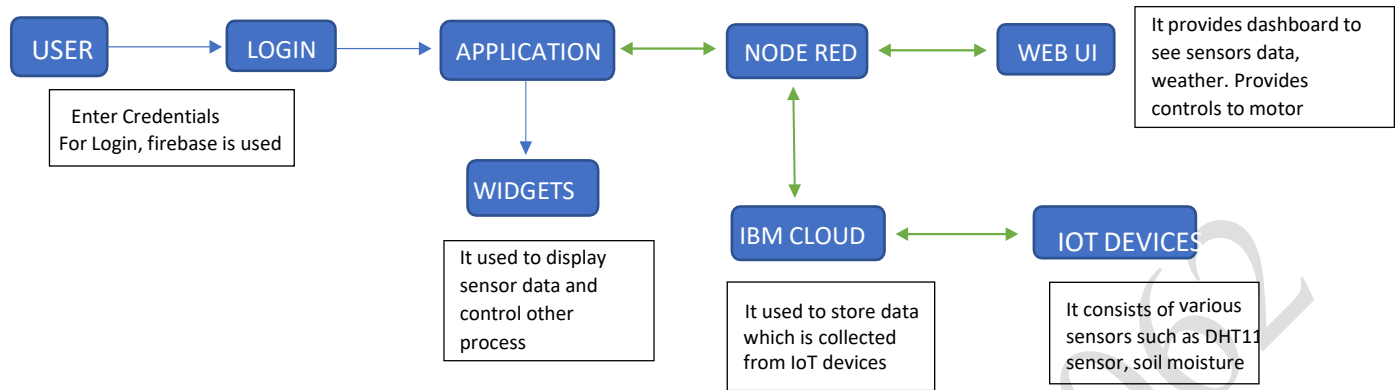 USER
LOGIN
APPLICATION
NODE RED
WEB UI
It provides dashboard to
see sensors data,
weather. Provides
controls to motor
Enter Credentials
For Login, firebase is used
WIDGETS
IBM CLOUD
IOT DEVICES
It used to display
sensor data and
control other
process
It used to store data
which is collected
from IoT devices
It consists of various
sensors such as DHT11
sensor, soil moisture
062